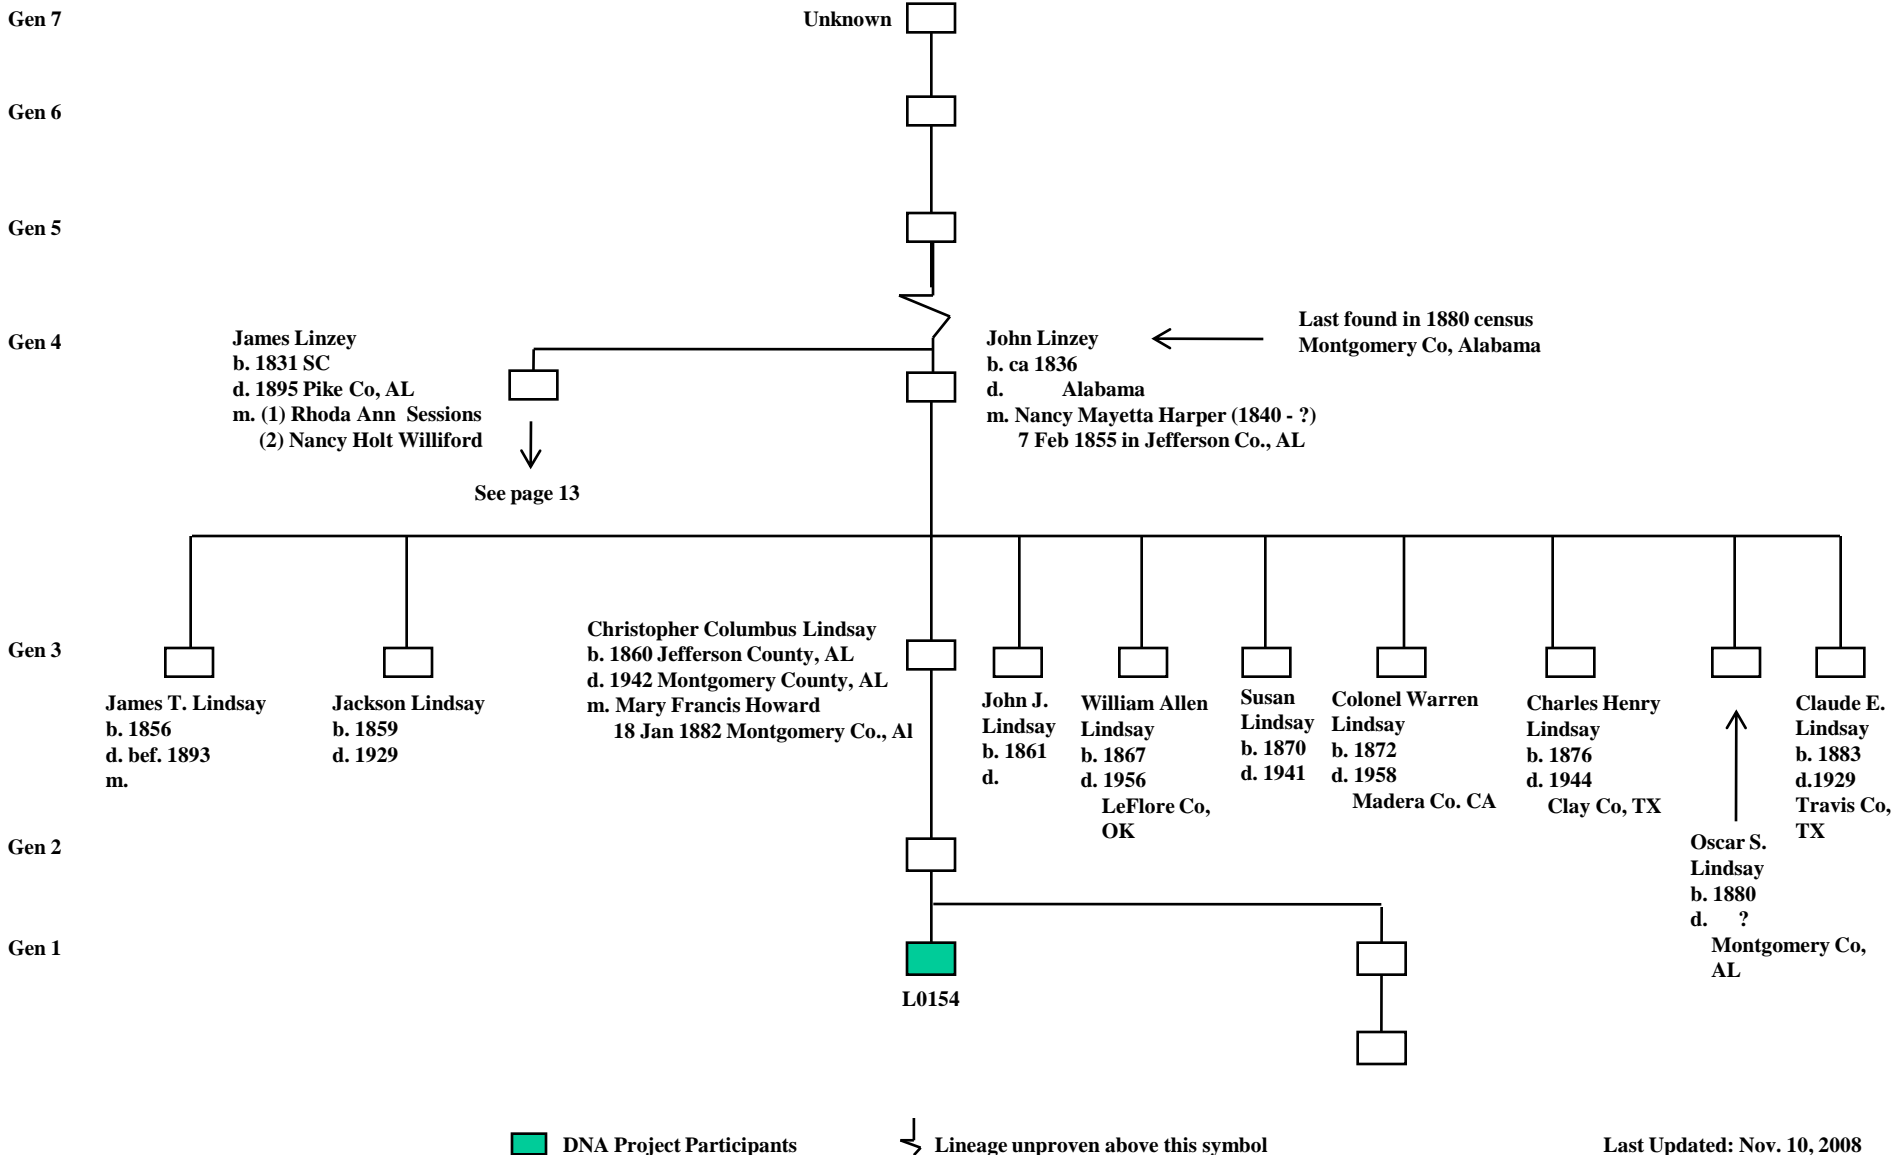 Gen 7
Unknown
Gen 6
Gen 5
Gen 4
James Linzey
b. 1831 SC
d. 1895 Pike Co, AL
m. (1) Rhoda Ann  Sessions
(2) Nancy Holt Williford
See page 13
John Linzey
b. ca 1836
d.          Alabama
m. Nancy Mayetta Harper (1840 - ?)
7 Feb 1855 in Jefferson Co., AL
Last found in 1880 census
Montgomery Co, Alabama
Gen 3
James T. Lindsay
b. 1856
d. bef. 1893
m.
Jackson Lindsay
b. 1859
d. 1929
Christopher Columbus Lindsay
b. 1860 Jefferson County, AL
d. 1942 Montgomery County, AL
m. Mary Francis Howard
18 Jan 1882 Montgomery Co., Al
John J.
Lindsay
b. 1861
d.
William Allen
Lindsay
b. 1867
d. 1956
LeFlore Co,
OK
Susan
Lindsay
b. 1870
d. 1941
Colonel Warren
Lindsay
b. 1872
d. 1958
Madera Co. CA
Charles Henry
Lindsay
b. 1876
d. 1944
Clay Co, TX
Oscar S.
Lindsay
b. 1880
d.      ?
Montgomery Co,
AL
Claude E.
Lindsay
b. 1883
d.1929
Travis Co,
TX
Gen 2
Gen 1
L0154
DNA Project Participants
Lineage unproven above this symbol
Last Updated: Nov. 10, 2008